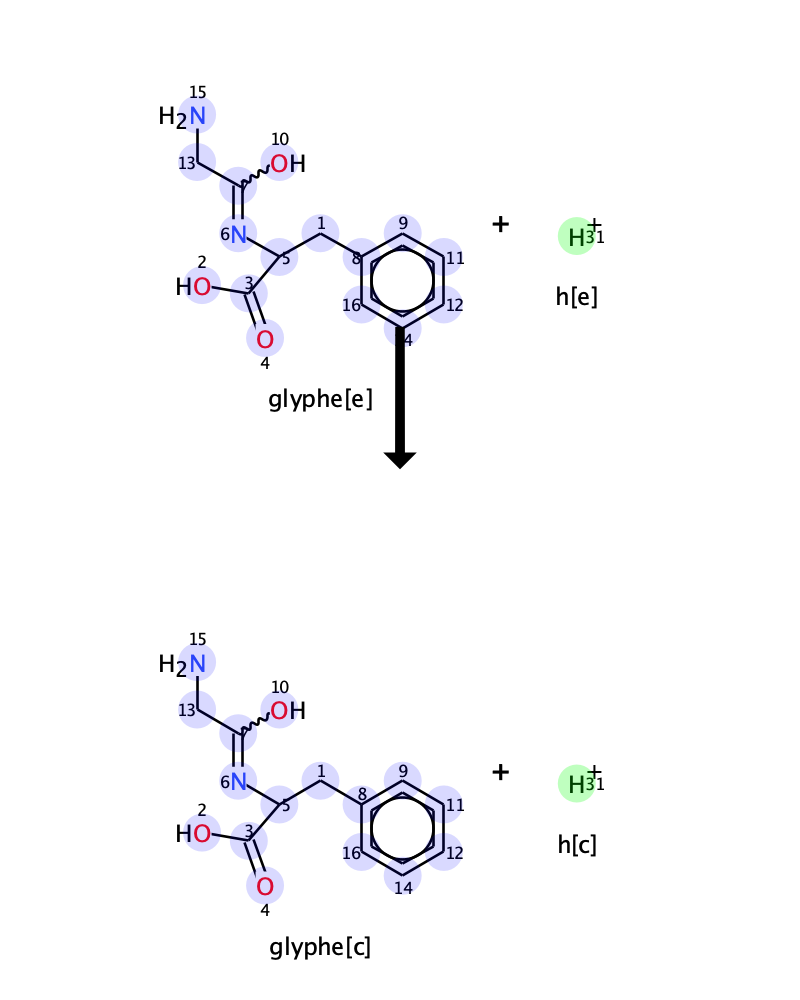 15
H2N
10
13 OH
6N 1 9
2 8 11
HO 3 5
16 12
O 4
4
+
H+ 31
h[e]
glyphe[e]
15
H2N
10
13 OH
6N 1 9
2 8 11
HO 3 5
16 12
O 14
4
+
H+ 31
h[c]
glyphe[c]